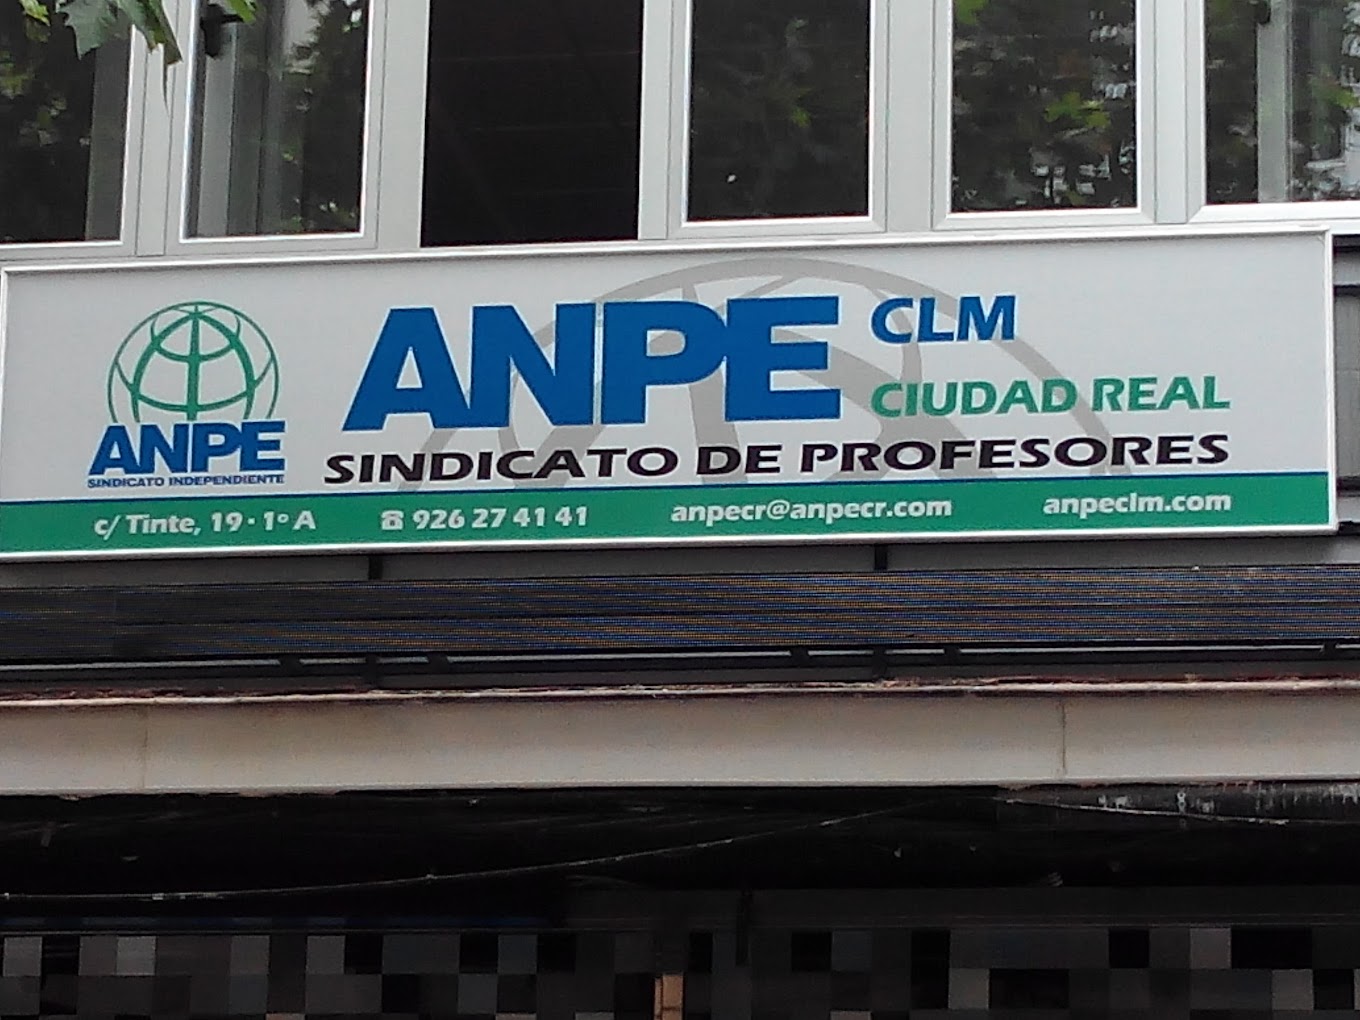 ANPE
SINDICATO INDEPENDIENTE
ANPE CLM
CIUDAD REAL
SINDICATO DE PROFESORES
c/ Tinte, 19 · 1º A ☎ 926 27 41 41 anpecr@anpecr.com anpeclm.com